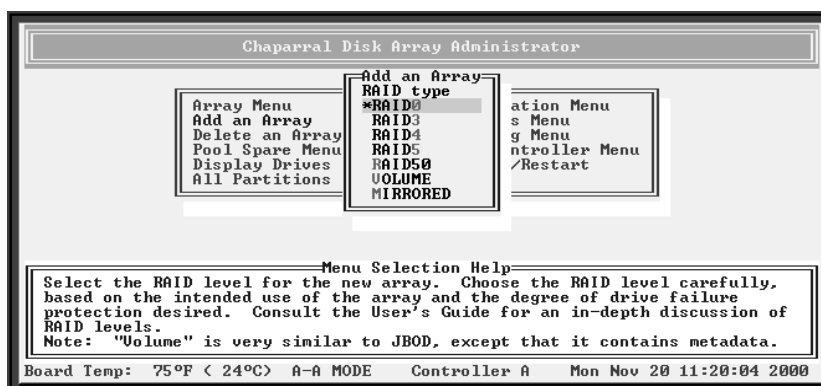 Chaparral Disk Array Administrator
Add an Array
RAID type
Array Menu *RAID0 ation Menu
Add an Array RAID3 s Menu
Delete an Array RAID4 g Menu
Pool Spare Menu RAID5 ntroller Menu
Display Drives RAID50 /Restart
All Partitions VOLUME
MIRRORED
Menu Selection Help
Select the RAID level for the new array. Choose the RAID level carefully,
based on the intended use of the array and the degree of drive failure
protection desired. Consult the User's Guide for an in-depth discussion of
RAID levels.
Note: "Volume" is very similar to JBOD, except that it contains metadata.
Board Temp: 75ºF ( 24ºC) A-A MODE Controller A Mon Nov 20 11:20:04 2000